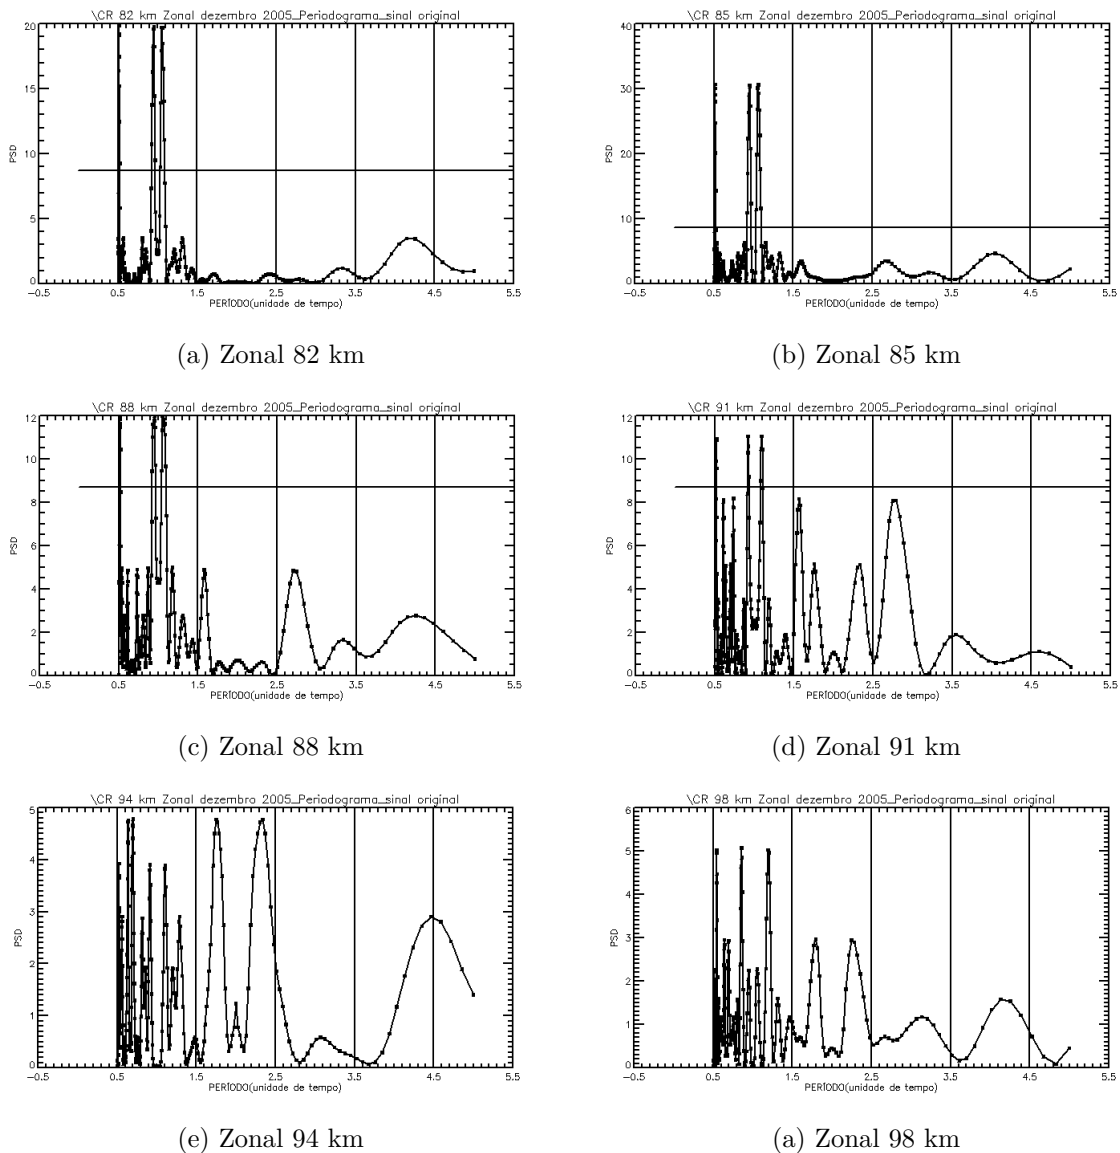 \CR 82 km Zonal dezembro 2005_Periodograma_sinal original
20
15
10
5
0
PSD
-0.5 0.5 1.5 2.5 3.5 4.5 5.5
PERÍODO(unidade de tempo)
(a) Zonal 82 km
\CR 85 km Zonal dezembro 2005_Periodograma_sinal original
40
30
20
10
0
PSD
-0.5 0.5 1.5 2.5 3.5 4.5 5.5
PERÍODO(unidade de tempo)
(b) Zonal 85 km
\CR 88 km Zonal dezembro 2005_Periodograma_sinal original
12
10
8
6
4
2
0
PSD
-0.5 0.5 1.5 2.5 3.5 4.5 5.5
PERÍODO(unidade de tempo)
(c) Zonal 88 km
\CR 91 km Zonal dezembro 2005_Periodograma_sinal original
12
10
8
6
4
2
0
PSD
-0.5 0.5 1.5 2.5 3.5 4.5 5.5
PERÍODO(unidade de tempo)
(d) Zonal 91 km
\CR 94 km Zonal dezembro 2005_Periodograma_sinal original
5
4
3
2
1
0
PSD
-0.5 0.5 1.5 2.5 3.5 4.5 5.5
PERÍODO(unidade de tempo)
(e) Zonal 94 km
\CR 98 km Zonal dezembro 2005_Periodograma_sinal original
6
5
4
3
2
1
0
PSD
-0.5 0.5 1.5 2.5 3.5 4.5 5.5
PERÍODO(unidade de tempo)
(a) Zonal 98 km